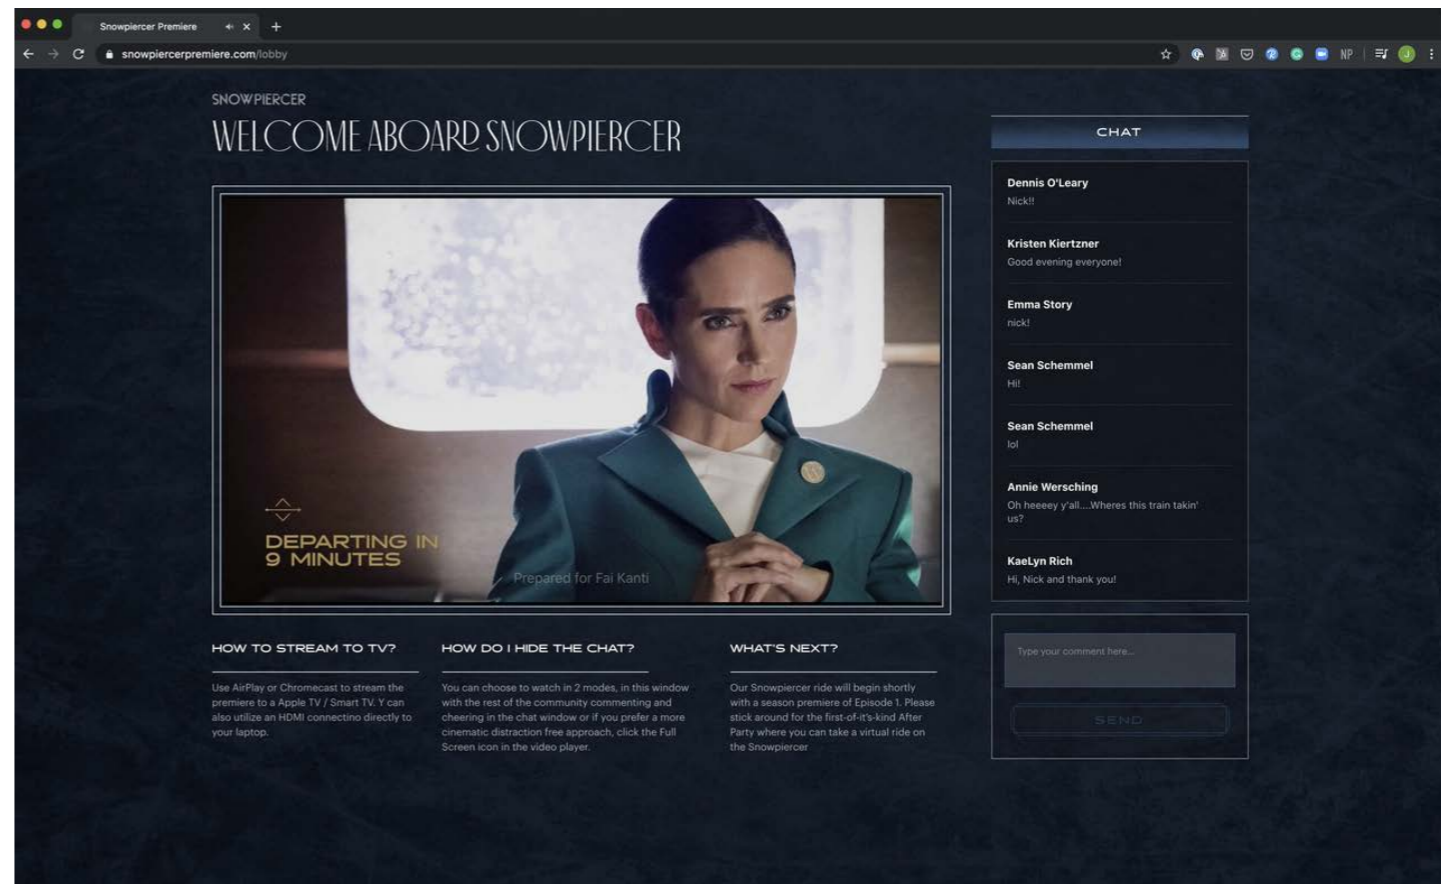 Snowpiercer Premiere
snowpiercerpremiere.com/lobby
NP
J
SNOWPIERCER
WELCOME ABOARD SNOWPIERCER
DEPARTING IN
9 MINUTES
Prepared for Fai Kanti
HOW TO STREAM TO TV?
Use AirPlay or Chromecast to stream the
premiere to a Apple TV / Smart TV. Y can
also utilize an HDMI connectino directly to
your laptop.
HOW DO I HIDE THE CHAT?
You can choose to watch in 2 modes, in this window
with the rest of the community commenting and
cheering in the chat window or if you prefer a more
cinematic distraction free approach, click the Full
Screen icon in the video player.
WHAT'S NEXT?
Our Snowpiercer ride will begin shortly
with a season premiere of Episode 1. Please
stick around for the first-of-it's-kind After
Party where you can take a virtual ride on
the Snowpiercer
CHAT
Dennis O'Leary
Nick!!
Kristen Kiertzner
Good evening everyone!
Emma Story
nick!
Sean Schemmel
Hi!
Sean Schemmel
lol
Annie Wersching
Oh heeeey y'all....Wheres this train takin'
us?
KaeLyn Rich
Hi, Nick and thank you!
Type your comment here...
SEND